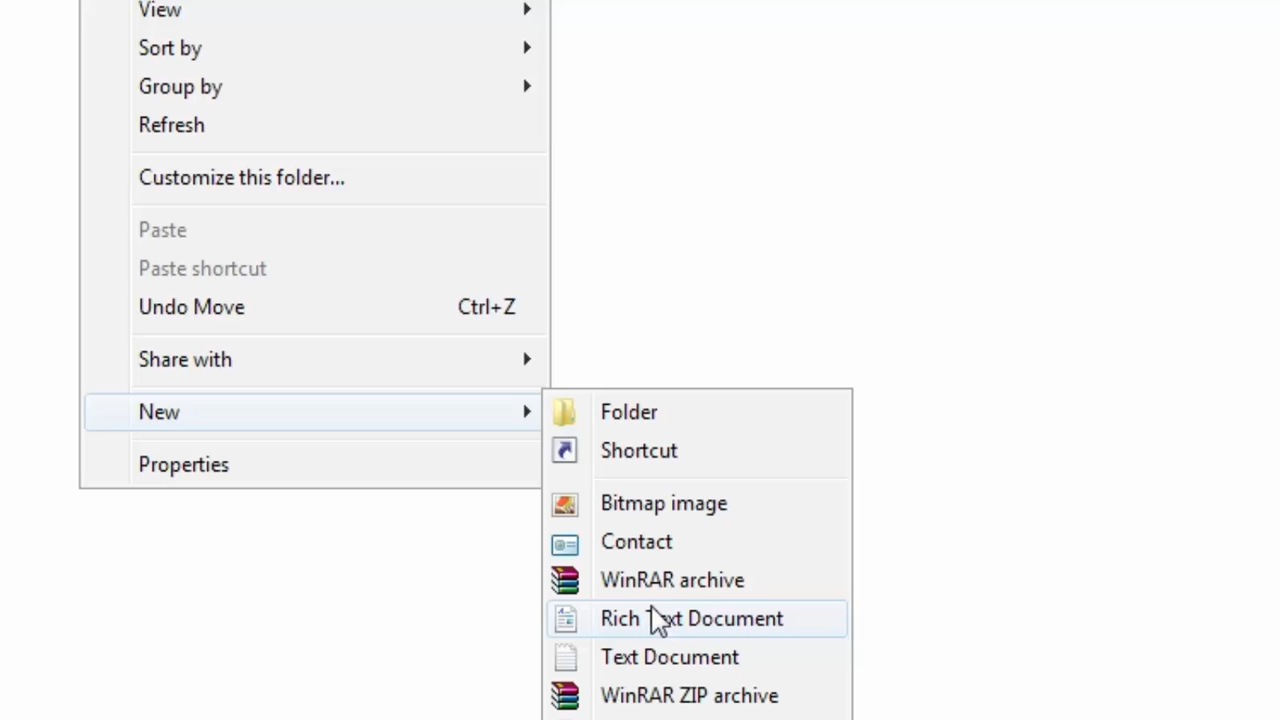 View
Sort by
Group by
Refresh
Customize this folder...
Paste
Paste shortcut
Undo Move Ctrl+Z
Share with
New
Properties
Folder
Shortcut
Bitmap image
Contact
WinRAR archive
Rich Text Document
Text Document
WinRAR ZIP archive